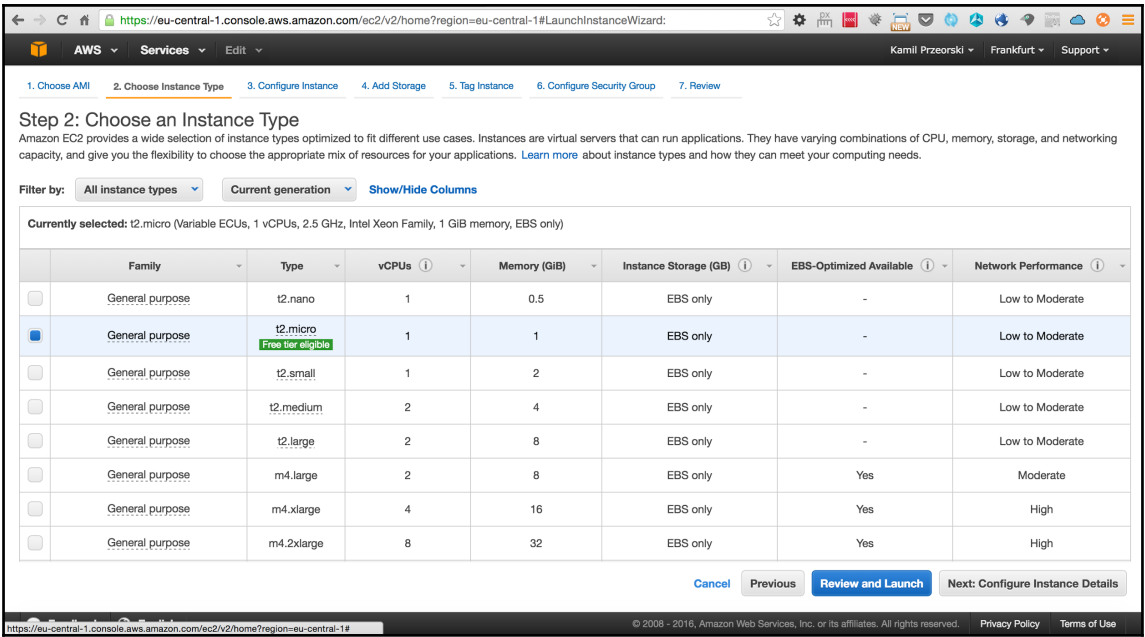 https://eu-central-1.console.aws.amazon.com/ec2/v2/home?region=eu-central-1#LaunchInstanceWizard:
NEW
AWS Services Edit Kamil Przeorski Frankfurt Support
1. Choose AMI 2. Choose Instance Type 3. Configure Instance 4. Add Storage 5. Tag Instance 6. Configure Security Group 7. Review
Step 2: Choose an Instance Type
Amazon EC2 provides a wide selection of instance types optimized to fit different use cases. Instances are virtual servers that can run applications. They have varying combinations of CPU, memory, storage, and networking
capacity, and give you the flexibility to choose the appropriate mix of resources for your applications. Learn more about instance types and how they can meet your computing needs.
Filter by: All instance types Current generation Show/Hide Columns
Currently selected: t2.micro (Variable ECUs, 1 vCPUs, 2.5 GHz, Intel Xeon Family, 1 GiB memory, EBS only)
Family Type vCPUs Memory (GiB) Instance Storage (GB) EBS-Optimized Available Network Performance
General purpose t2.nano 1 0.5 EBS only - Low to Moderate
General purpose t2.micro 1 1 EBS only - Low to Moderate
Free tier eligible
General purpose t2.small 1 2 EBS only - Low to Moderate
General purpose t2.medium 2 4 EBS only - Low to Moderate
General purpose t2.large 2 8 EBS only - Low to Moderate
General purpose m4.large 2 8 EBS only Yes Moderate
General purpose m4.xlarge 4 16 EBS only Yes High
General purpose m4.2xlarge 8 32 EBS only Yes High
Cancel Previous Review and Launch Next: Configure Instance Details
© 2008 - 2016, Amazon Web Services, Inc. or its affiliates. All rights reserved. Privacy Policy Terms of Use
https://eu-central-1.console.aws.amazon.com/ec2/v2/home?region=eu-central-1#